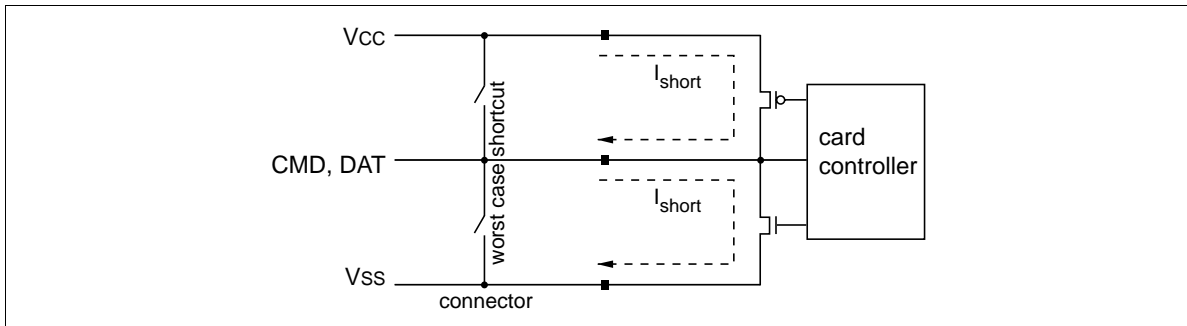 VCC
Ishort
worst case shortcut
card
controller
CMD, DAT
Ishort
VSS
connector